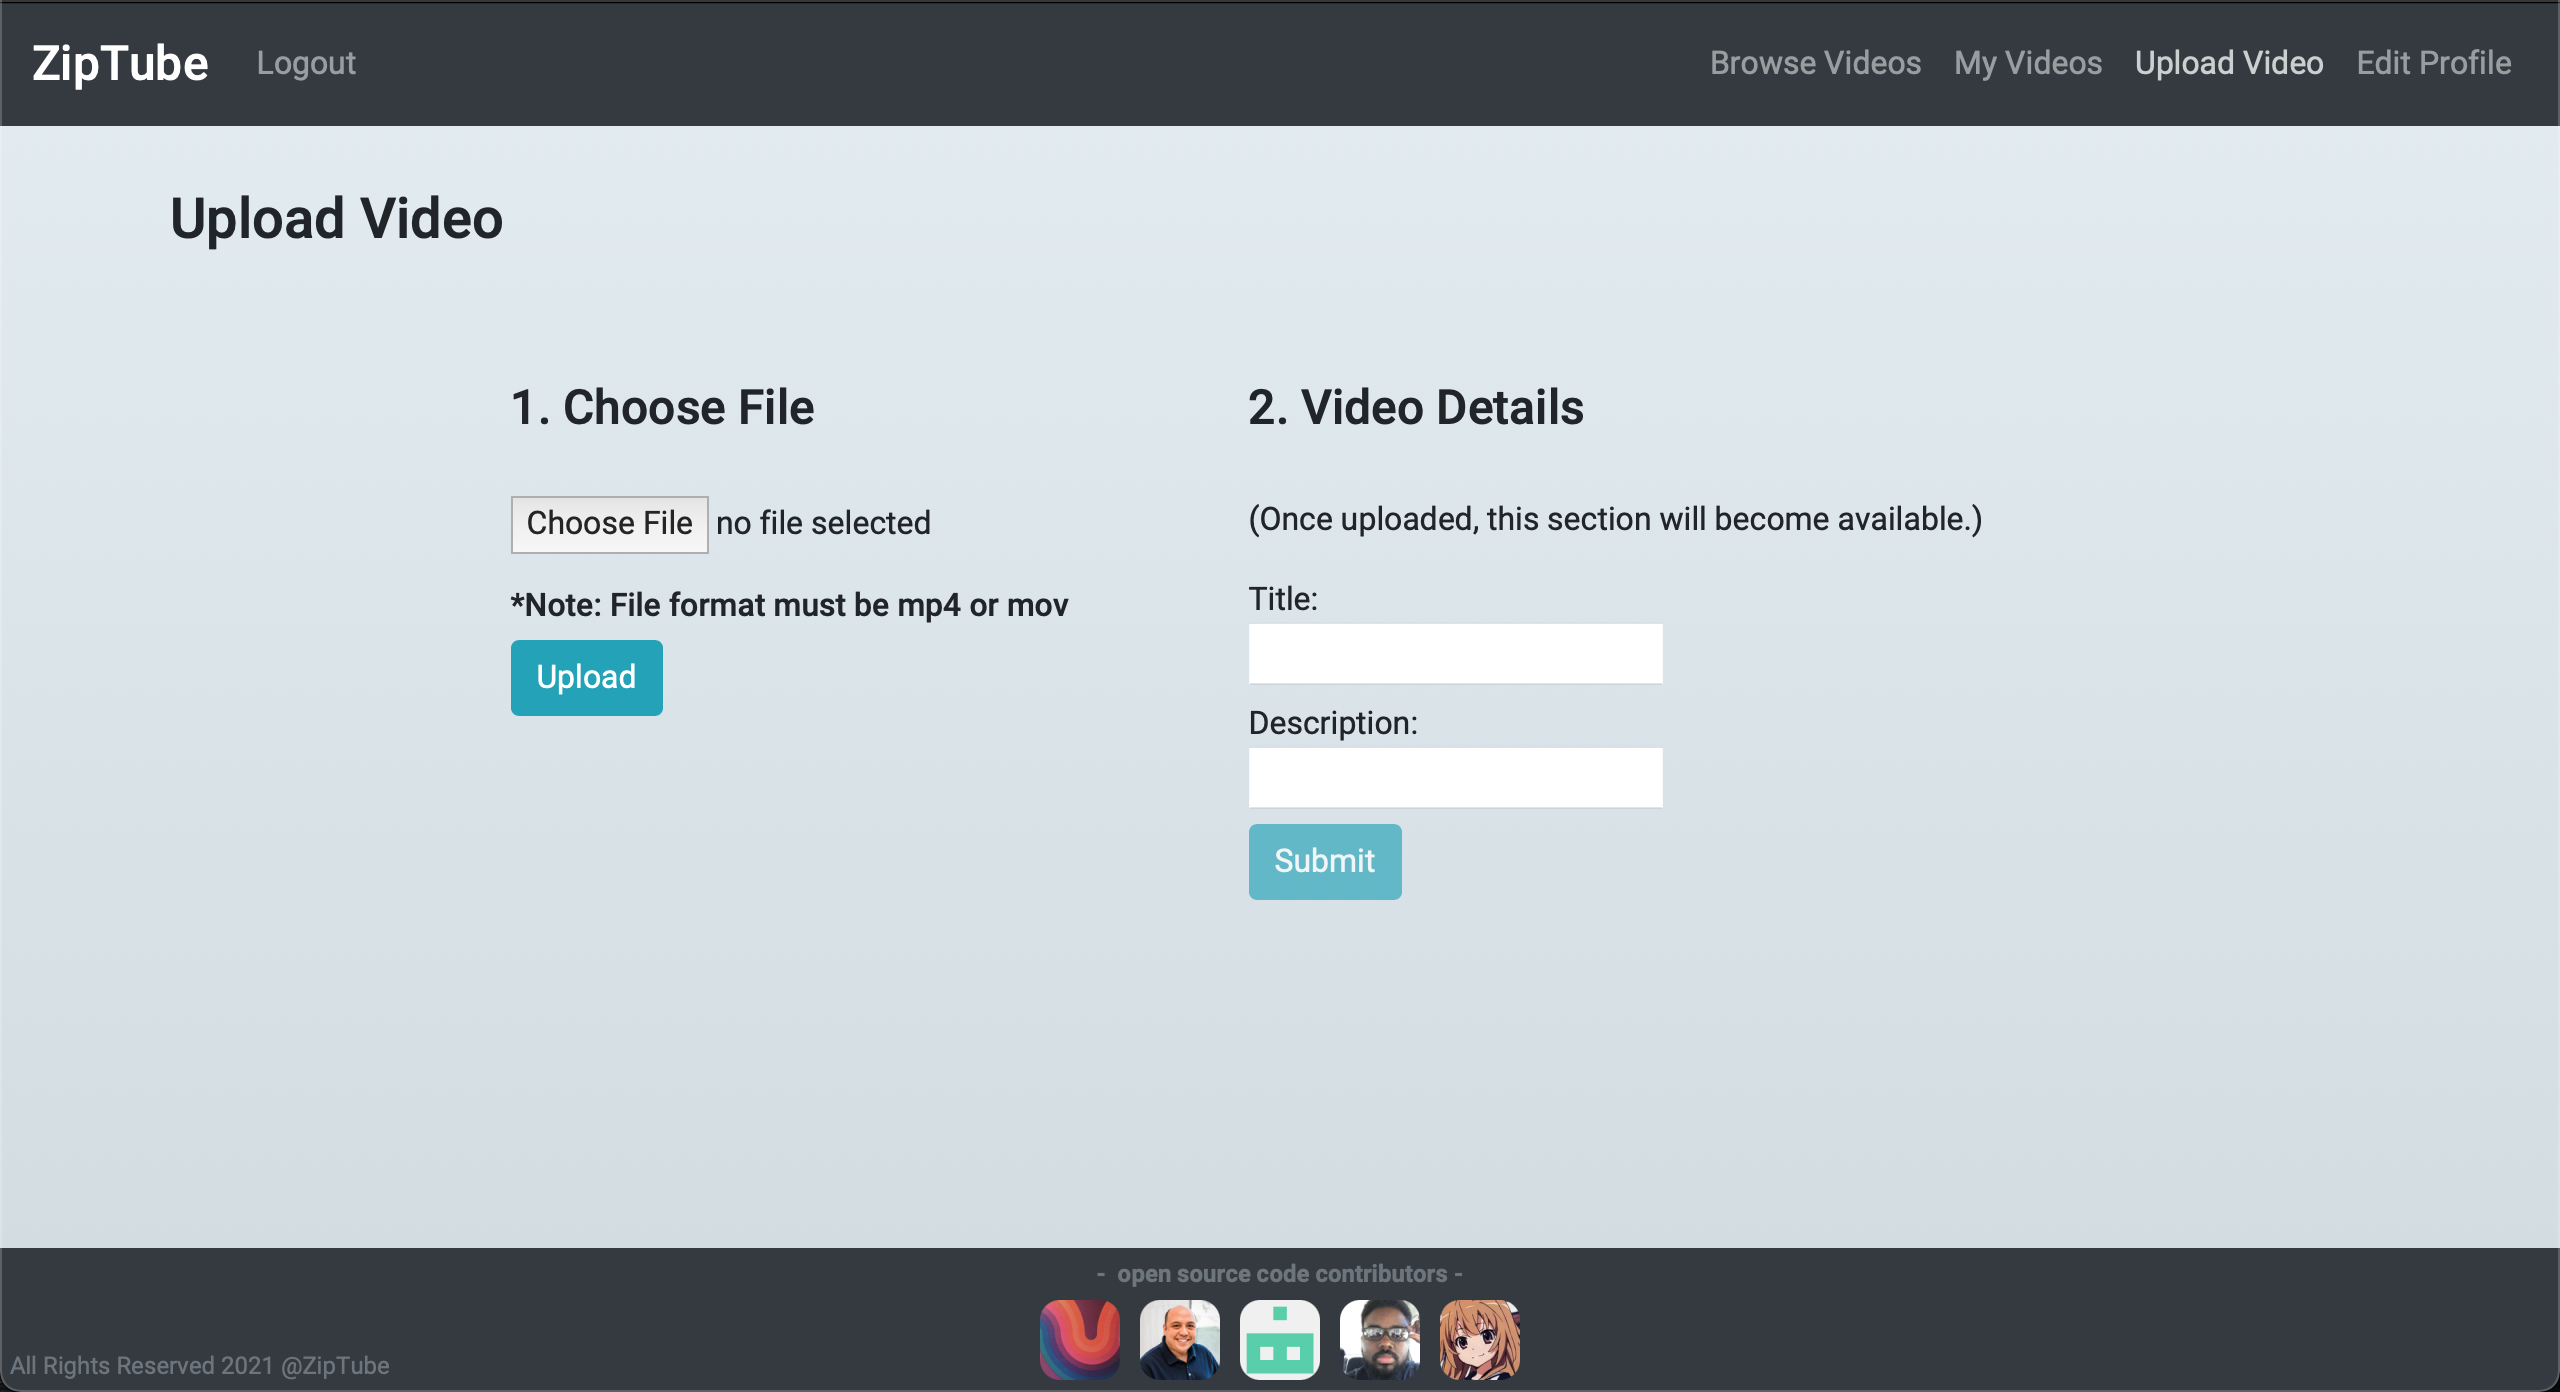 ZipTube Logout Browse Videos My Videos Upload Video Edit Profile
Upload Video
1. Choose File
Choose File no file selected
*Note: File format must be mp4 or mov
Upload
2. Video Details
(Once uploaded, this section will become available.)
Title:
Description:
Submit
- open source code contributors -
All Rights Reserved 2021 @ZipTube